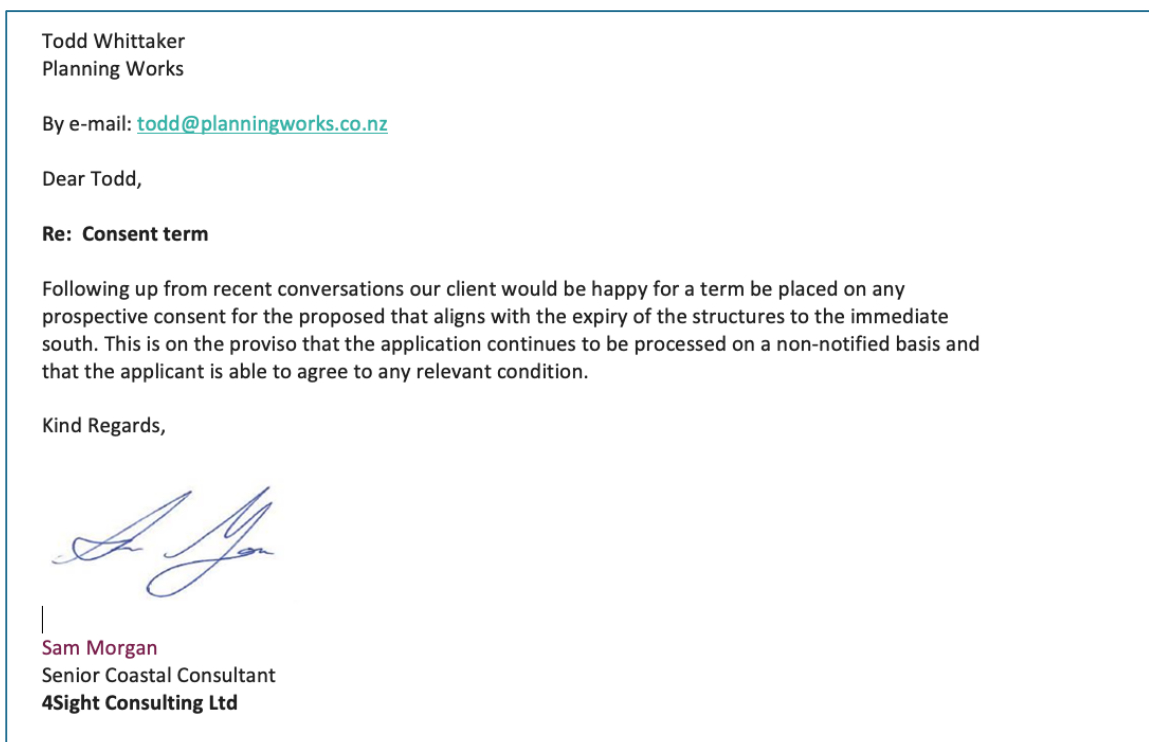 Todd Whittaker
Planning Works
By e-mail: todd@planningworks.co.nz
Dear Todd,
Re:  Consent term
Following up from recent conversations our client would be happy for a term be placed on any
prospective consent for the proposed that aligns with the expiry of the structures to the immediate
south. This is on the proviso that the application continues to be processed on a non-notified basis and
that the applicant is able to agree to any relevant condition.
Kind Regards,
Sam Morgan
Senior Coastal Consultant
4Sight Consulting Ltd